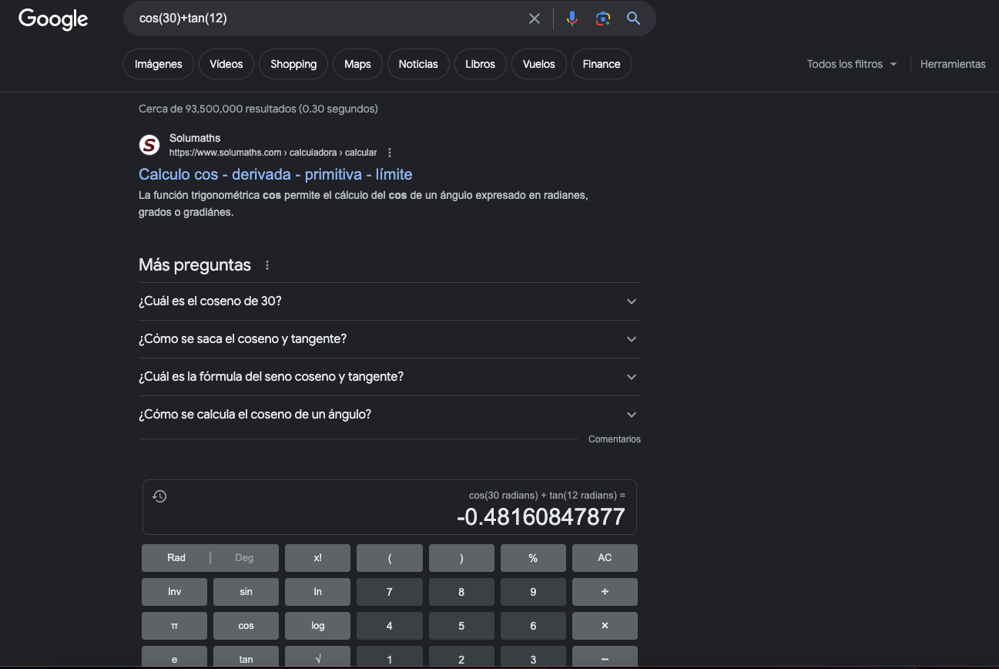 Google
cos(30)+tan(12)
Imágenes Vídeos Shopping Maps Noticias Libros Vuelos Finance Todos los filtros Herramientas
Cerca de 93,500,000 resultados (0.30 segundos)
S
Solumaths
https://www.solumaths.com › calculadora › calcular
Calculo cos - derivada - primitiva - límite
La función trigonométrica cos permite el cálculo del cos de un ángulo expresado en radianes,
grados o gradiánes.
Más preguntas
¿Cuál es el coseno de 30?
¿Cómo se saca el coseno y tangente?
¿Cuál es la fórmula del seno coseno y tangente?
¿Cómo se calcula el coseno de un ángulo?
Comentarios
cos(30 radians) + tan(12 radians) =
-0.48160847877
Rad | Deg x! ( ) % AC
Inv sin ln 7 8 9 ÷
π cos log 4 5 6 ×
e tan √ 1 2 3 −